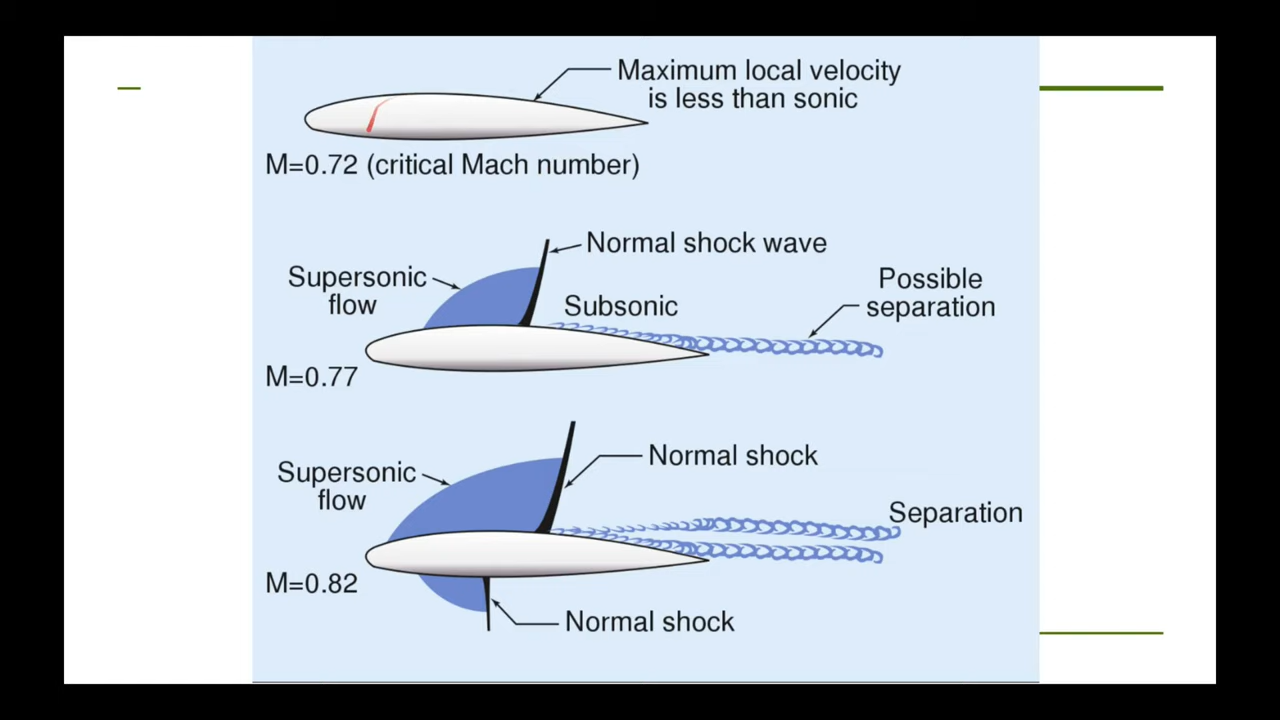 Maximum local velocity
is less than sonic
M=0.72 (critical Mach number)
Normal shock wave
Supersonic
flow
Possible
separation
Subsonic
M=0.77
Normal shock
Supersonic
flow
Separation
M=0.82
Normal shock